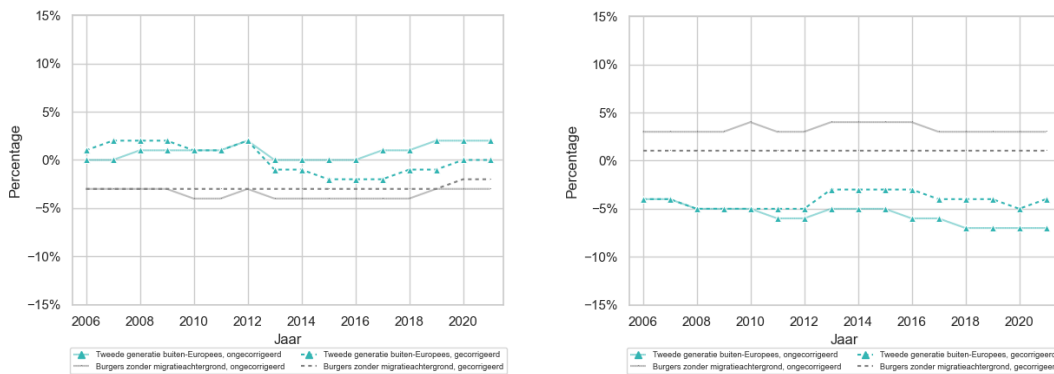 15%
10%
5%
0%
−5%
−10%
−15%
Percentage
2006 2008 2010 2012 2014 2016 2018 2020
Jaar
Tweede generatie buiten-Europees, ongecorrigeerd Tweede generatie buiten-Europees, gecorrigeerd
Burgers zonder migratieachtergrond, ongecorrigeerd Burgers zonder migratieachtergrond, gecorrigeerd
15%
10%
5%
0%
−5%
−10%
−15%
Percentage
2006 2008 2010 2012 2014 2016 2018 2020
Jaar
Tweede generatie buiten-Europees, ongecorrigeerd Tweede generatie buiten-Europees, gecorrigeerd
Burgers zonder migratieachtergrond, ongecorrigeerd Burgers zonder migratieachtergrond, gecorrigeerd